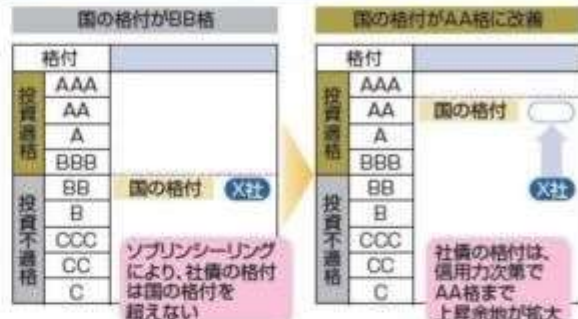 国の格付がBB格
格付
投資適格
AAA
AA
A
BBB
投資不適格
BB 国の格付 X社
B
CCC
CC
C
ソブリンシーリング
により、社債の格付
は国の格付を
超えない
国の格付がAA格に改善
格付
投資適格
AAA
AA 国の格付
A
BBB
投資不適格
BB X社
B
CCC
CC
C
社債の格付は、
信用力次第で
AA格まで
上昇余地が拡大